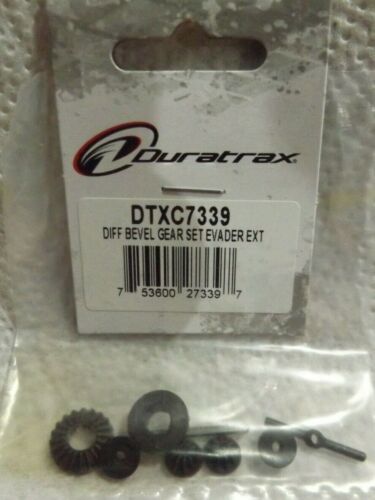 Duratrax
DTXC7339
DIFF BEVEL GEAR SET EVADER EXT
7 53600 27339 7